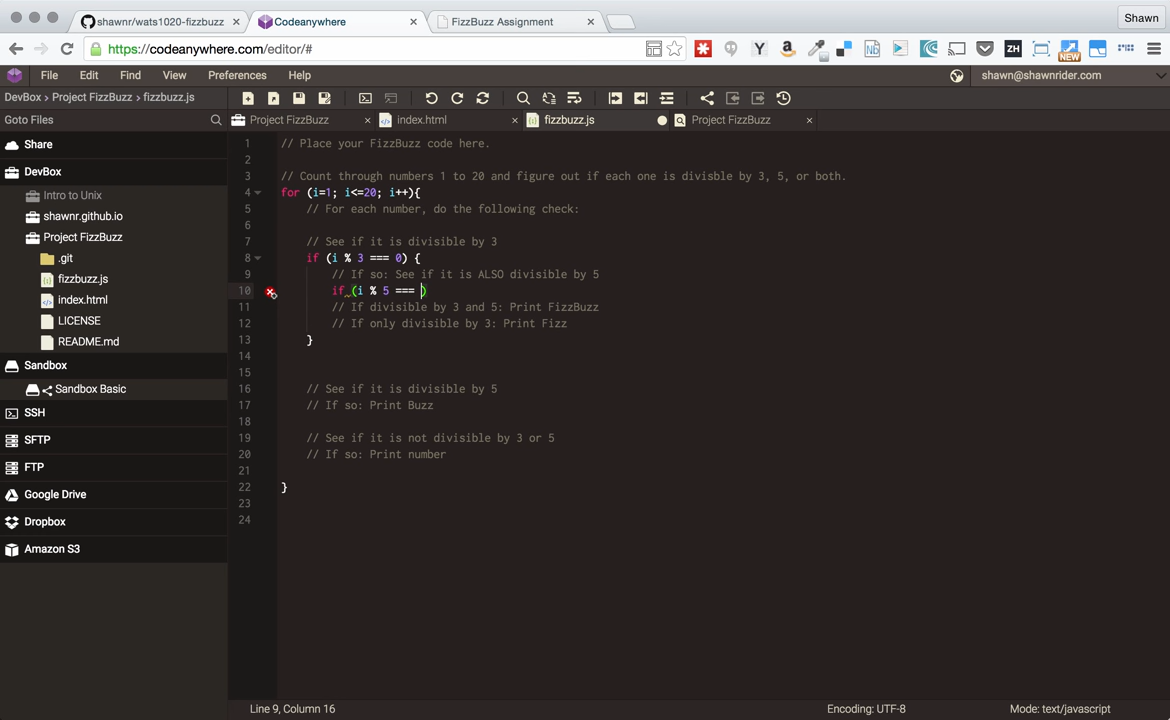 shawnr/wats1020-fizzbuzz
Codeanywhere
FizzBuzz Assignment
Shawn
https://codeanywhere.com/editor/#
File Edit Find View Preferences Help
shawn@shawnrider.com
DevBox > Project FizzBuzz > fizzbuzz.js
Goto Files
Project FizzBuzz
index.html
fizzbuzz.js
Project FizzBuzz
Share
DevBox
Intro to Unix
shawnr.github.io
Project FizzBuzz
.git
fizzbuzz.js
index.html
LICENSE
README.md
Sandbox
Sandbox Basic
SSH
SFTP
FTP
Google Drive
Dropbox
Amazon S3
1 // Place your FizzBuzz code here.
2
3 // Count through numbers 1 to 20 and figure out if each one is divisble by 3, 5, or both.
4 for (i=1; i<=20; i++){
5 // For each number, do the following check:
6
7 // See if it is divisible by 3
8 if (i % 3 === 0) {
9 // If so: See if it is ALSO divisible by 5
10 if (i % 5 === )
11 // If divisible by 3 and 5: Print FizzBuzz
12 // If only divisible by 3: Print Fizz
13 }
14
15
16 // See if it is divisible by 5
17 // If so: Print Buzz
18
19 // See if it is not divisible by 3 or 5
20 // If so: Print number
21
22 }
23
24
Line 9, Column 16
Encoding: UTF-8
Mode: text/javascript
Y
a
Nb
ZH
NEW